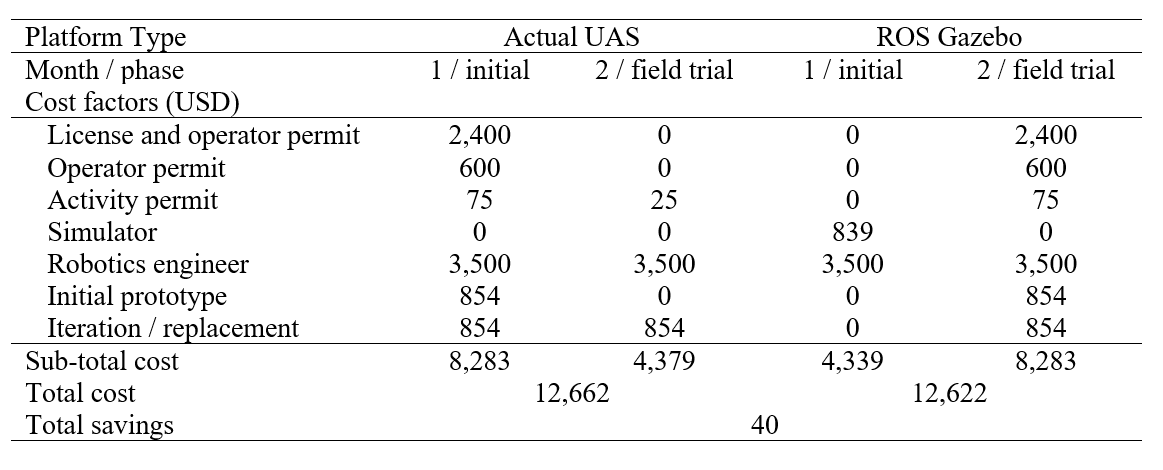 Platform Type Actual UAS ROS Gazebo
Month / phase 1 / initial 2 / field trial 1 / initial 2 / field trial
Cost factors (USD)
License and operator permit 2,400 0 0 2,400
Operator permit 600 0 0 600
Activity permit 75 25 0 75
Simulator 0 0 839 0
Robotics engineer 3,500 3,500 3,500 3,500
Initial prototype 854 0 0 854
Iteration / replacement 854 854 0 854
Sub-total cost 8,283 4,379 4,339 8,283
Total cost 12,662 12,622
Total savings 40